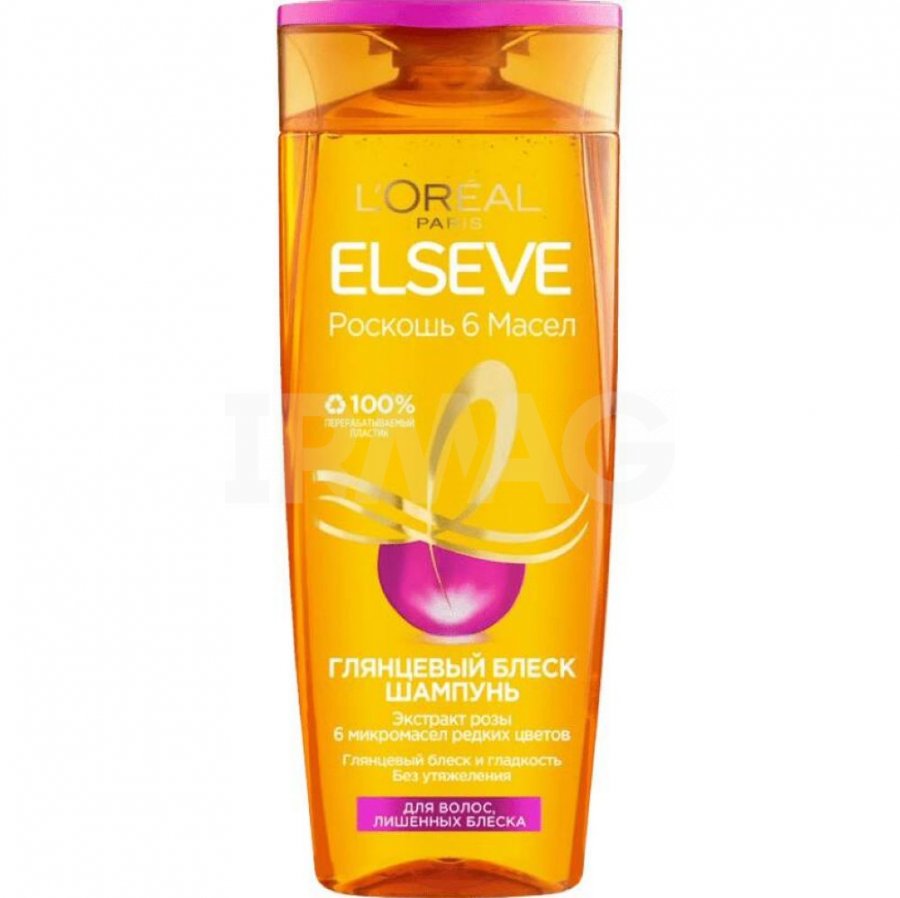 L'ORÉAL
PARIS
ELSEVE
Роскошь 6 Масел
100%
ПЕРЕРАБАТЫВАЕМЫЙ
ПЛАСТИК
IRMAG
ГЛЯНЦЕВЫЙ БЛЕСК
ШАМПУНЬ
Экстракт розы
6 микромасел редких цветов
Глянцевый блеск и гладкость
Без утяжеления
ДЛЯ ВОЛОС,
ЛИШЕННЫХ БЛЕСКА